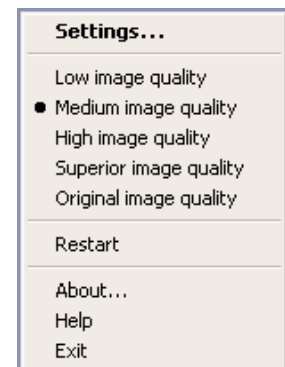 Settings...
Low image quality
Medium image quality
High image quality
Superior image quality
Original image quality
Restart
About...
Help
Exit